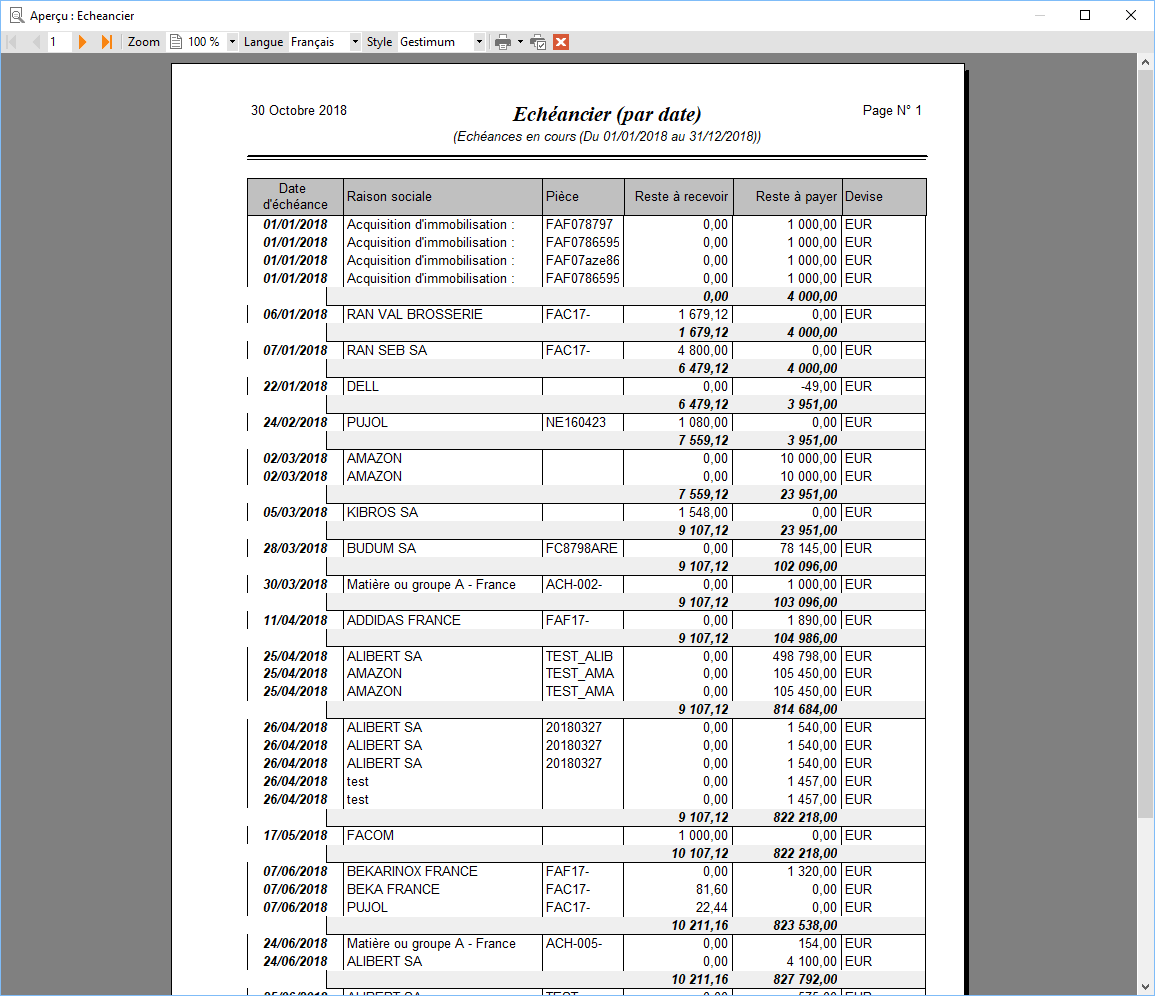 Aperçu : Echeancier
1 Zoom 100 % Langue Français Style Gestimum
30 Octobre 2018 Echéancier (par date) Page N° 1
(Echéances en cours (Du 01/01/2018 au 31/12/2018))
Date d'échéance Raison sociale Pièce Reste à recevoir Reste à payer Devise
01/01/2018 Acquisition d'immobilisation : FAF078797 0,00 1 000,00 EUR
01/01/2018 Acquisition d'immobilisation : FAF0786595 0,00 1 000,00 EUR
01/01/2018 Acquisition d'immobilisation : FAF07aze86 0,00 1 000,00 EUR
01/01/2018 Acquisition d'immobilisation : FAF0786595 0,00 1 000,00 EUR
0,00 4 000,00
06/01/2018 RAN VAL BROSSERIE FAC17- 1 679,12 0,00 EUR
1 679,12 4 000,00
07/01/2018 RAN SEB SA FAC17- 4 800,00 0,00 EUR
6 479,12 4 000,00
22/01/2018 DELL 0,00 -49,00 EUR
6 479,12 3 951,00
24/02/2018 PUJOL NE160423 1 080,00 0,00 EUR
7 559,12 3 951,00
02/03/2018 AMAZON 0,00 10 000,00 EUR
02/03/2018 AMAZON 0,00 10 000,00 EUR
7 559,12 23 951,00
05/03/2018 KIBROS SA 1 548,00 0,00 EUR
9 107,12 23 951,00
28/03/2018 BUDUM SA FC8798ARE 0,00 78 145,00 EUR
9 107,12 102 096,00
30/03/2018 Matière ou groupe A - France ACH-002- 0,00 1 000,00 EUR
9 107,12 103 096,00
11/04/2018 ADDIDAS FRANCE FAF17- 0,00 1 890,00 EUR
9 107,12 104 986,00
25/04/2018 ALIBERT SA TEST_ALIB 0,00 498 798,00 EUR
25/04/2018 AMAZON TEST_AMA 0,00 105 450,00 EUR
25/04/2018 AMAZON TEST_AMA 0,00 105 450,00 EUR
9 107,12 814 684,00
26/04/2018 ALIBERT SA 20180327 0,00 1 540,00 EUR
26/04/2018 ALIBERT SA 20180327 0,00 1 540,00 EUR
26/04/2018 ALIBERT SA 20180327 0,00 1 540,00 EUR
26/04/2018 test 0,00 1 457,00 EUR
26/04/2018 test 0,00 1 457,00 EUR
9 107,12 822 218,00
17/05/2018 FACOM 1 000,00 0,00 EUR
10 107,12 822 218,00
07/06/2018 BEKARINOX FRANCE FAF17- 0,00 1 320,00 EUR
07/06/2018 BEKA FRANCE FAC17- 81,60 0,00 EUR
07/06/2018 PUJOL FAC17- 22,44 0,00 EUR
10 211,16 823 538,00
24/06/2018 Matière ou groupe A - France ACH-005- 0,00 154,00 EUR
24/06/2018 ALIBERT SA 0,00 4 100,00 EUR
10 211,16 827 792,00